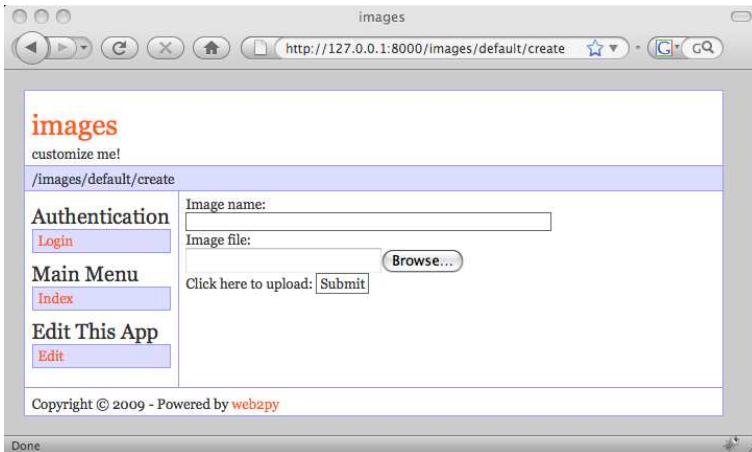 images
http://127.0.0.1:8000/images/default/create
images
customize me!
/images/default/create
Authentication
Login
Main Menu
Index
Edit This App
Edit
Image name:
Image file:
Browse...
Click here to upload: Submit
Copyright © 2009 - Powered by web2py
Done